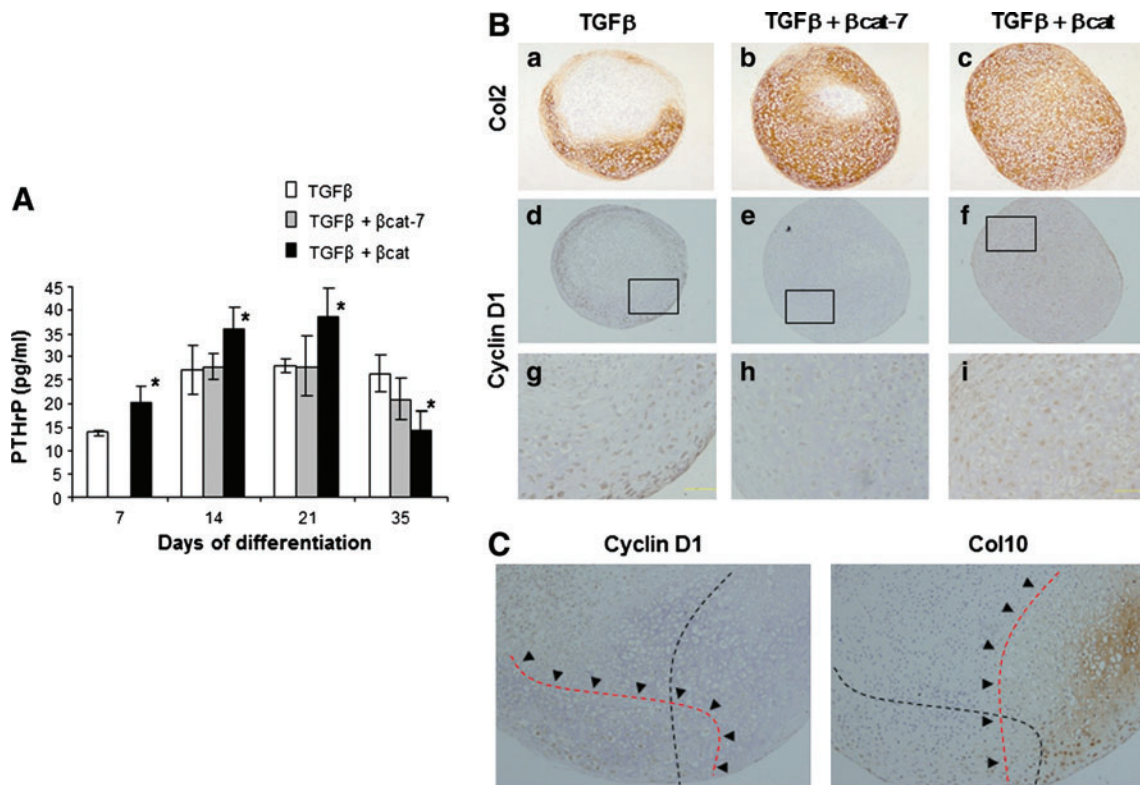 A
TGFβ
TGFβ + βcat-7
TGFβ + βcat
PTHrP (pg/ml)
45
40
35
30
25
20
15
10
5
0
*
*
*
*
7 14 21 35
Days of differentiation
B
TGFβ TGFβ + βcat-7 TGFβ + βcat
Col2
a b c
Cyclin D1
d e f
g h i
C
Cyclin D1 Col10